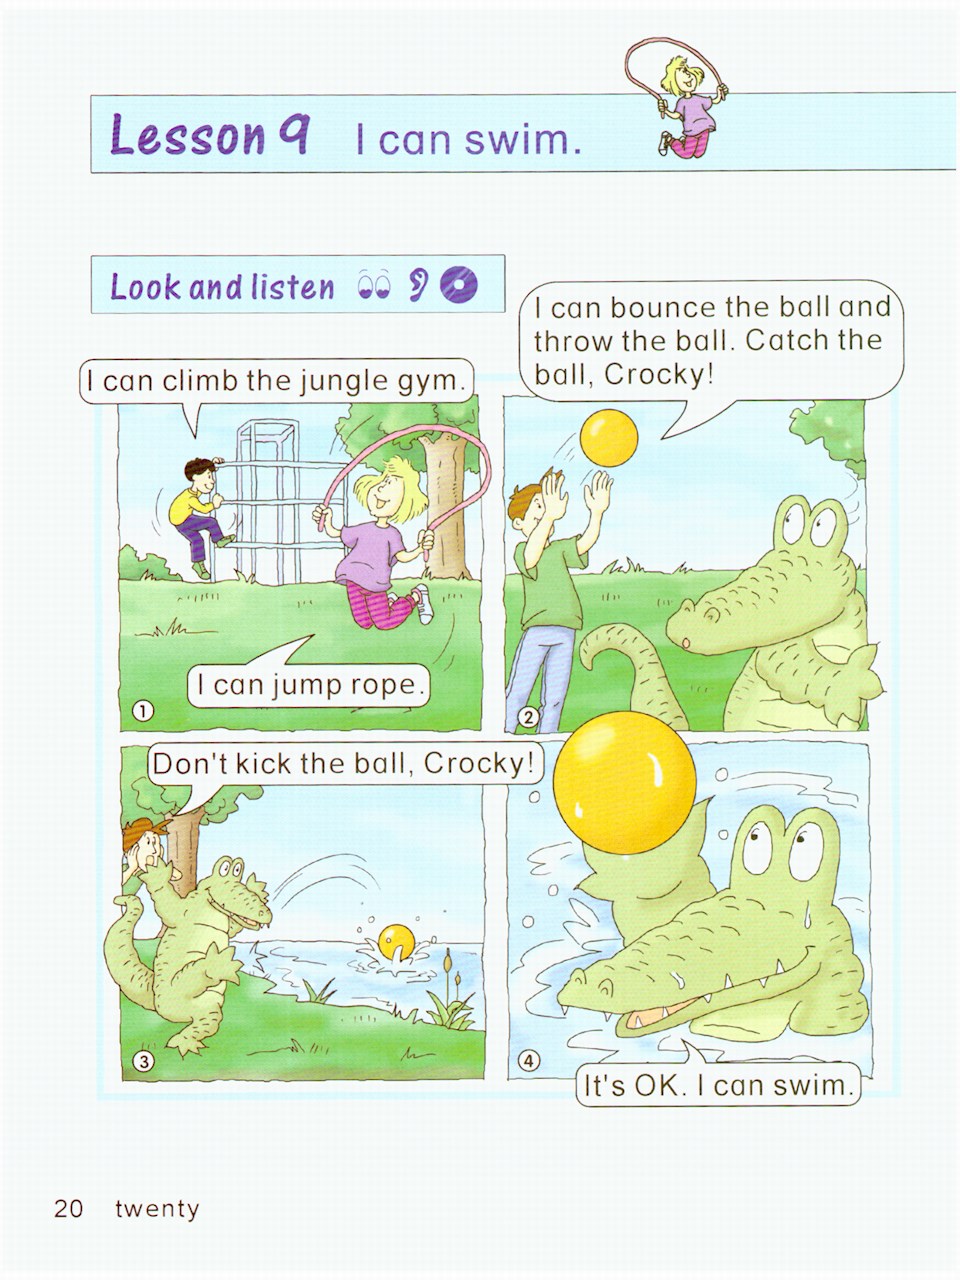 Lesson 9 I can swim.
Look and listen
I can bounce the ball and
throw the ball. Catch the
ball, Crocky!
I can climb the jungle gym.
I can jump rope.
1
2
Don't kick the ball, Crocky!
3
4
It's OK. I can swim.
20 twenty